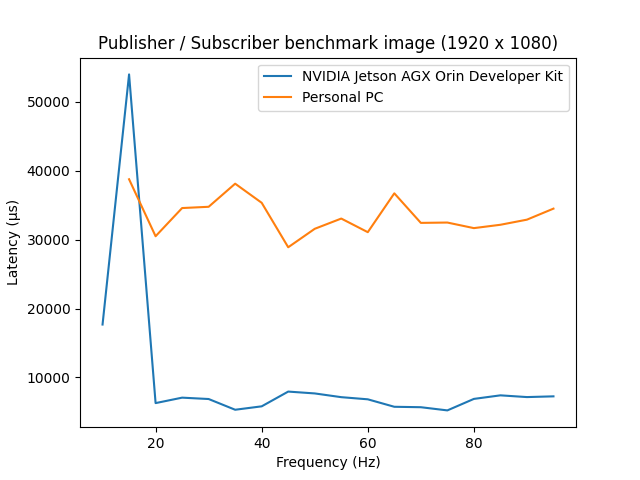 Publisher / Subscriber benchmark image (1920 x 1080)
NVIDIA Jetson AGX Orin Developer Kit
Personal PC
Latency (μs)
50000
40000
30000
20000
10000
20
40
60
80
Frequency (Hz)